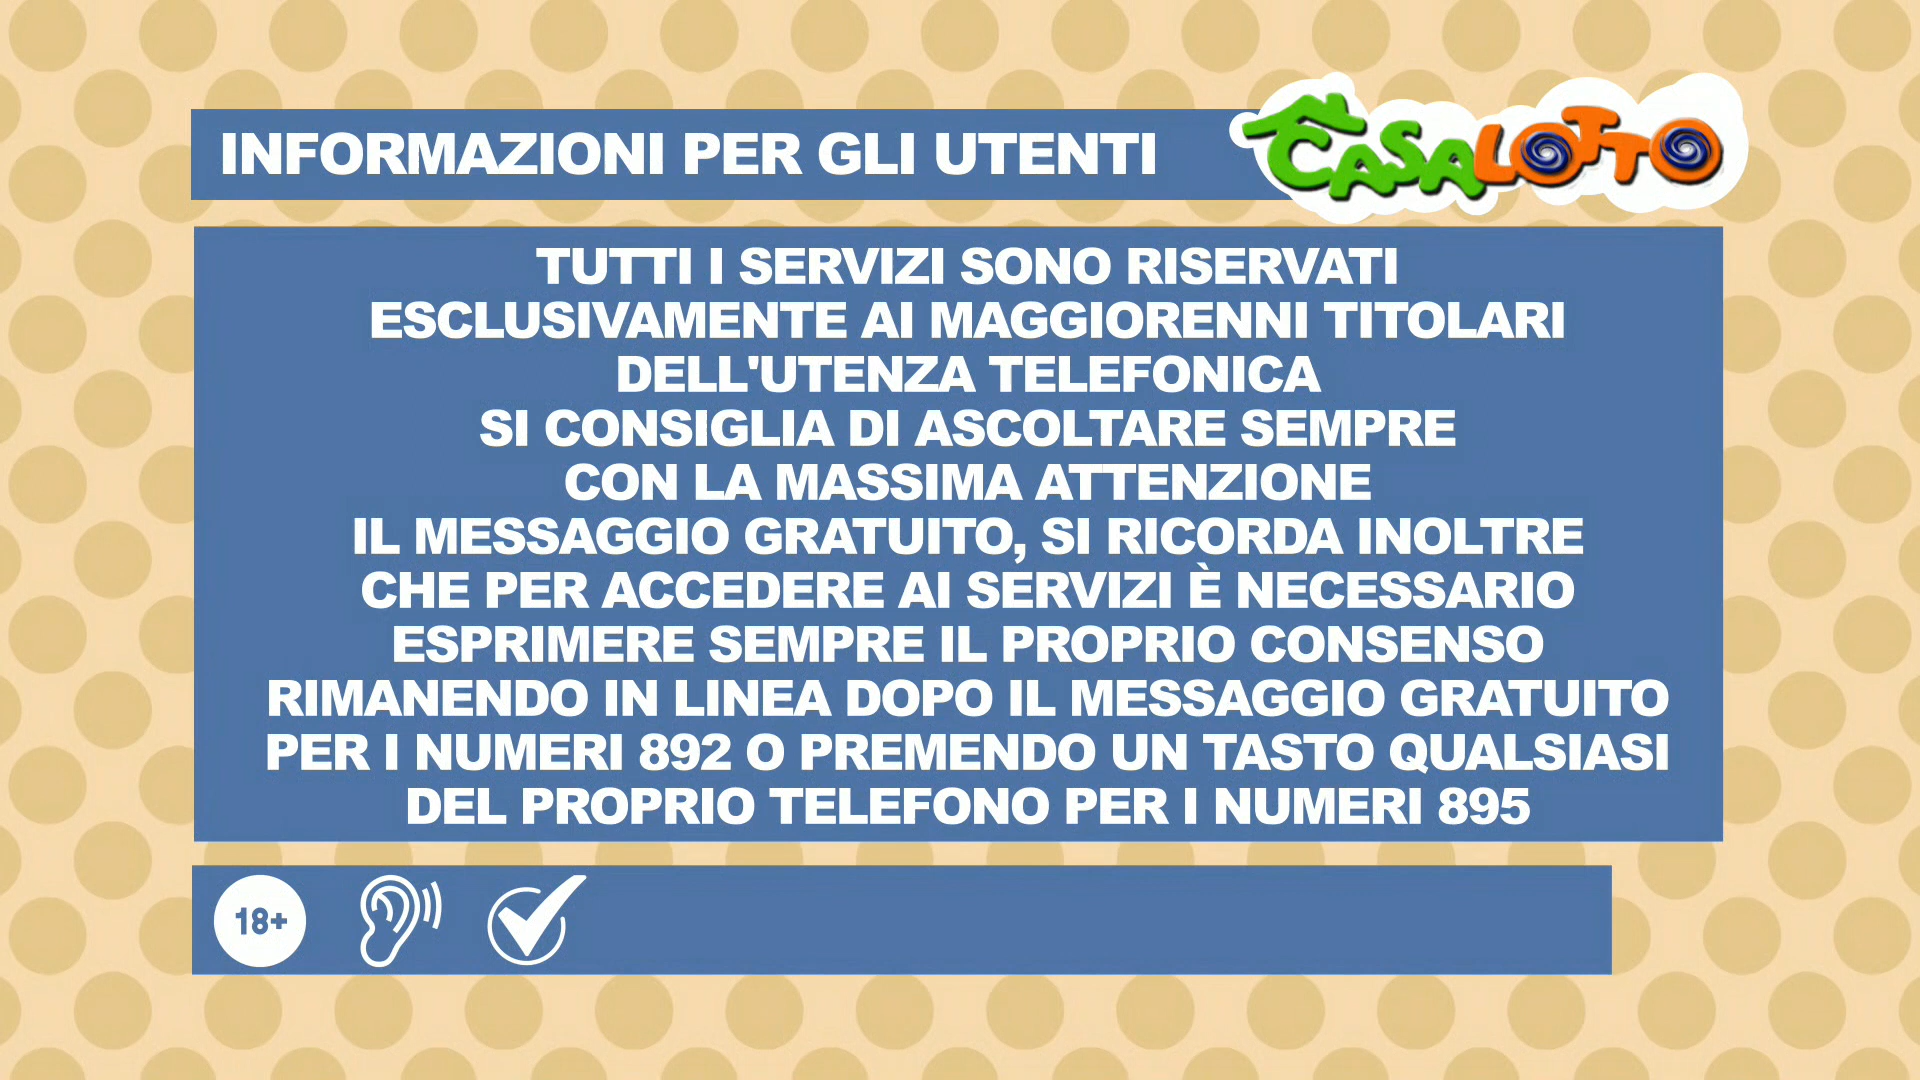 INFORMAZIONI PER GLI UTENTI
CASALOTTO
TUTTI I SERVIZI SONO RISERVATI
ESCLUSIVAMENTE AI MAGGIORENNI TITOLARI
DELL'UTENZA TELEFONICA
SI CONSIGLIA DI ASCOLTARE SEMPRE
CON LA MASSIMA ATTENZIONE
IL MESSAGGIO GRATUITO, SI RICORDA INOLTRE
CHE PER ACCEDERE AI SERVIZI È NECESSARIO
ESPRIMERE SEMPRE IL PROPRIO CONSENSO
RIMANENDO IN LINEA DOPO IL MESSAGGIO GRATUITO
PER I NUMERI 892 O PREMENDO UN TASTO QUALSIASI
DEL PROPRIO TELEFONO PER I NUMERI 895
18+